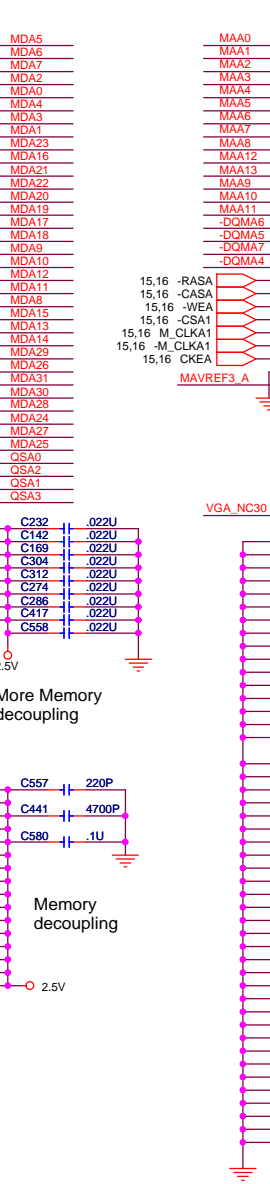 MDA5
MDA6
MDA7
MDA2
MDA0
MDA4
MDA3
MDA1
MDA23
MDA16
MDA21
MDA22
MDA20
MDA19
MDA17
MDA18
MDA9
MDA10
MDA12
MDA11
MDA8
MDA15
MDA13
MDA14
MDA29
MDA26
MDA31
MDA30
MDA28
MDA24
MDA27
MDA25
QSA0
QSA2
QSA1
QSA3
C232 .022U
C142 .022U
C169 .022U
C304 .022U
C312 .022U
C274 .022U
C286 .022U
C417 .022U
C558 .022U
2.5V
More Memory
decoupling
C557 220P
C441 4700P
C580 .1U
Memory
decoupling
2.5V
MAA0
MAA1
MAA2
MAA3
MAA4
MAA5
MAA6
MAA7
MAA8
MAA12
MAA13
MAA9
MAA10
MAA11
-DQMA6
-DQMA5
-DQMA7
-DQMA4
15,16 -RASA
15,16 -CASA
15,16 -WEA
15,16 -CSA1
15,16 M_CLKA1
15,16 -M_CLKA1
15,16 CKEA
MAVREF3_A
VGA_NC30